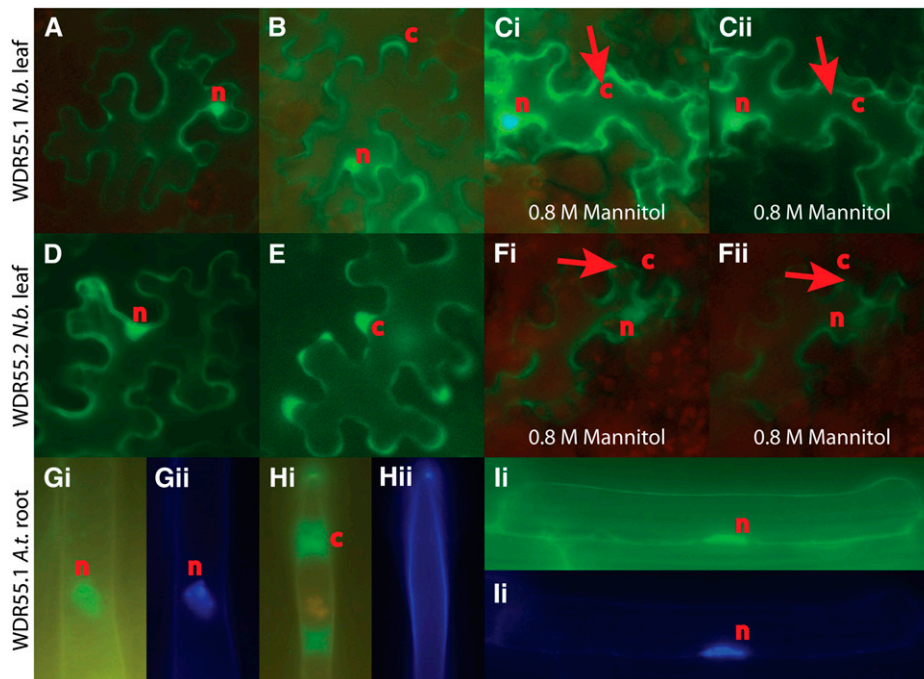 WDR55.1 N.b. leaf
A
n
B
c
n
Ci
c
n
0.8 M Mannitol
Cii
n
c
0.8 M Mannitol
WDR55.2 N.b. leaf
D
n
E
c
Fi
c
n
0.8 M Mannitol
Fii
c
n
0.8 M Mannitol
WDR55.1 A.t. root
Gi
n
Gii
n
Hi
c
Hii
Ii
n
Ii
n